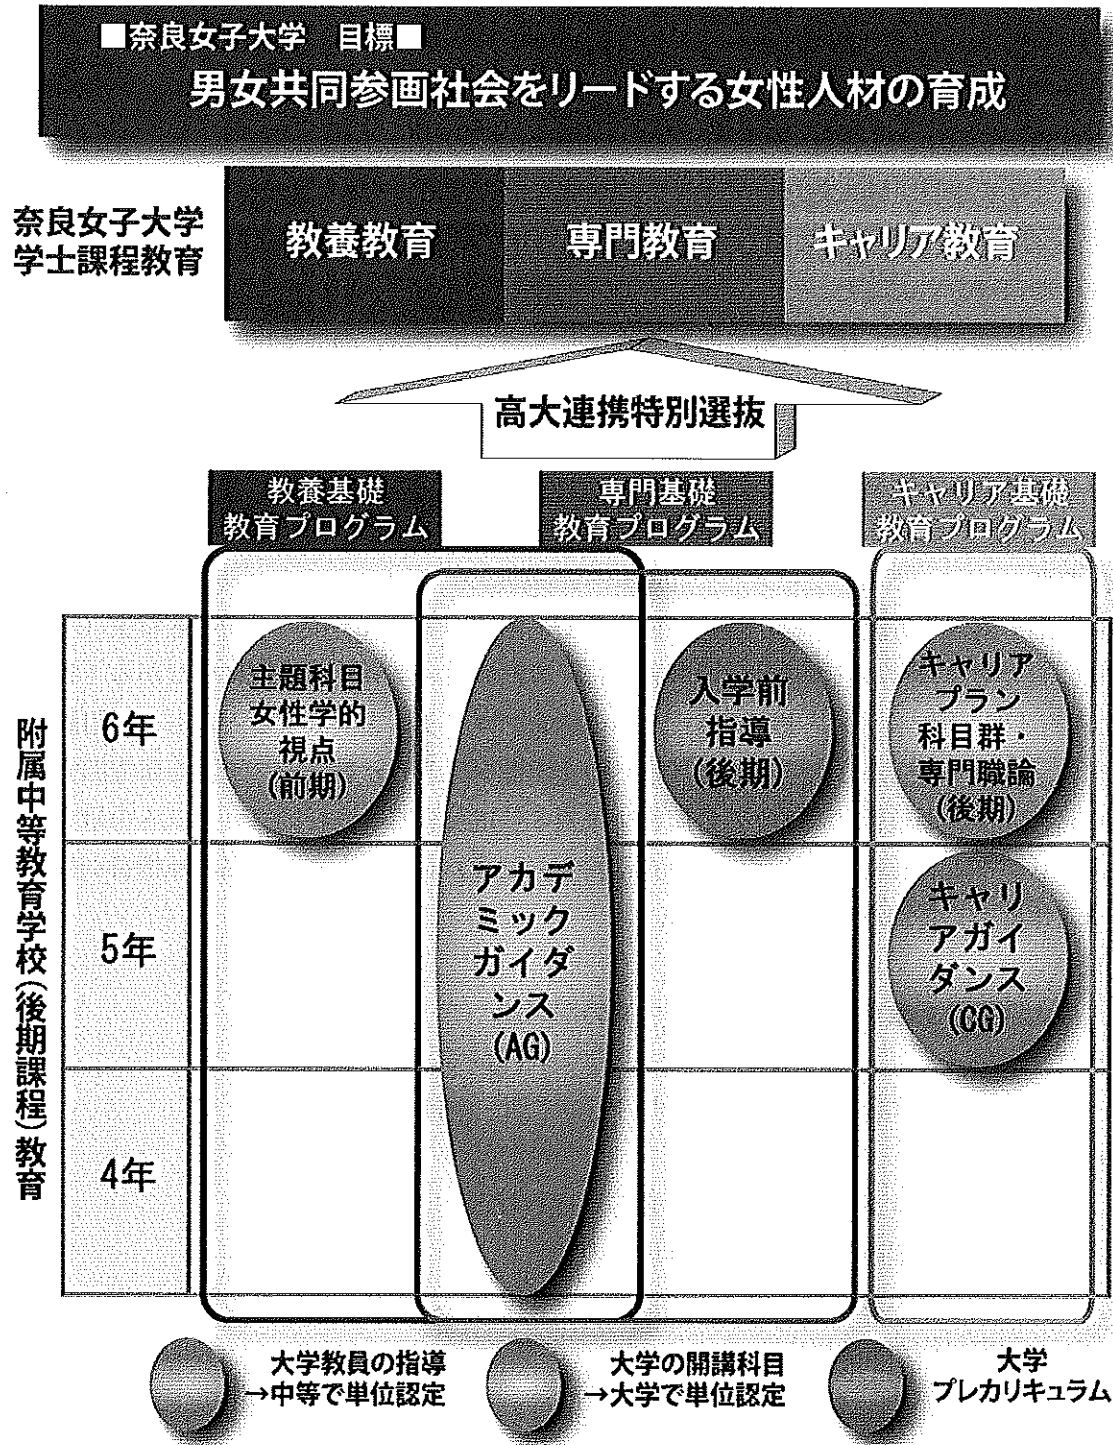 ■奈良女子大学　目標■
男女共同参画社会をリードする女性人材の育成
奈良女子大学
学士課程教育
教養教育
専門教育
キャリア教育
高大連携特別選抜
教養基礎
教育プログラム
専門基礎
教育プログラム
キャリア基礎
教育プログラム
附属中等教育学校(後期課程)教育
6年
主題科目
女性学的
視点
(前期)
入学前
指導
(後期)
キャリア
プラン
科目群・
専門職論
(後期)
5年
アカデ
ミック
ガイダ
ンス
(AG)
キャリ
アガイ
ダンス
(CG)
4年
大学教員の指導
→中等で単位認定
大学の開講科目
→大学で単位認定
大学
プレカリキュラム